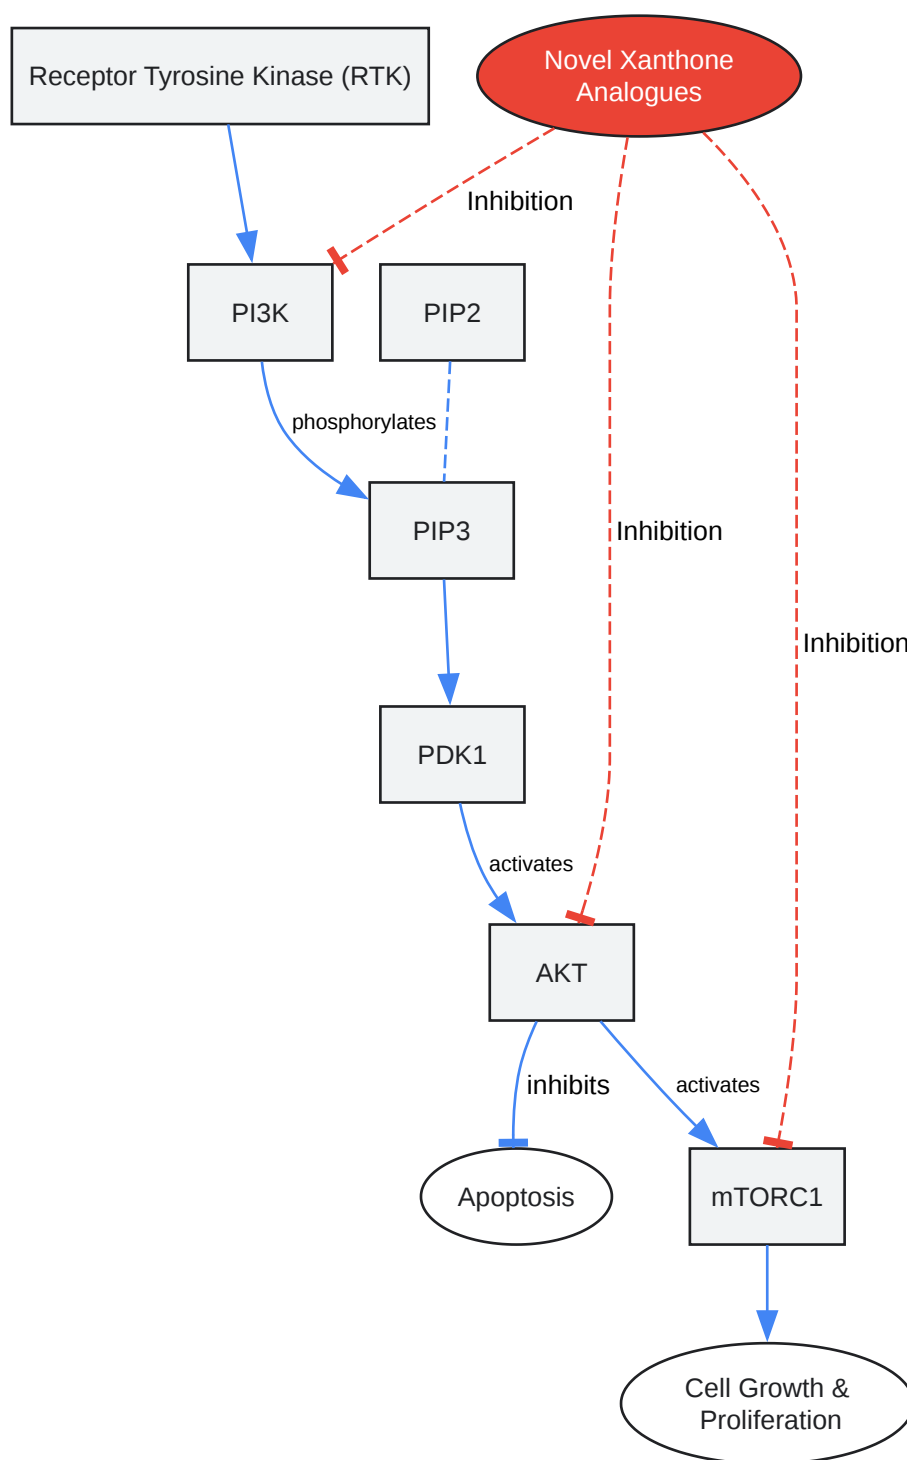 Receptor Tyrosine Kinase (RTK)
Novel Xanthone
Analogues
Inhibition
PI3K
PIP2
phosphorylates
PIP3
Inhibition
Inhibition
PDK1
activates
AKT
inhibits
activates
Apoptosis
mTORC1
Cell Growth &
Proliferation